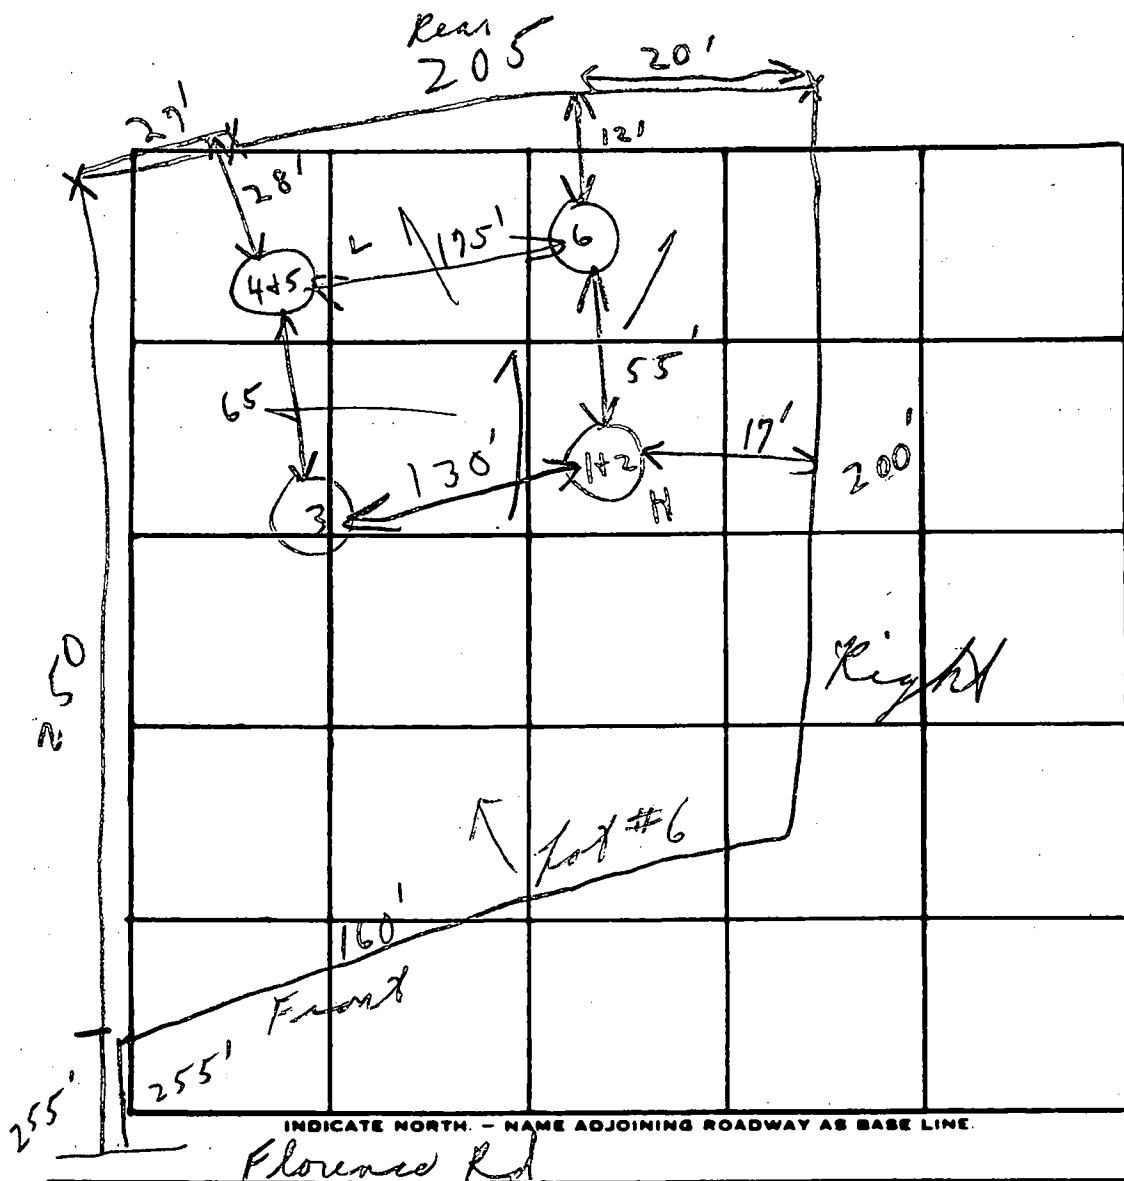 Rear
205
20'
27'
12'
28'
175'
6
4+5
L
55'
65
17'
130'
1+2
200'
3
H
250
Right
Lot #6
160'
Front
255'
255'
INDICATE NORTH. — NAME ADJOINING ROADWAY AS BASE LINE.
Florence Rd